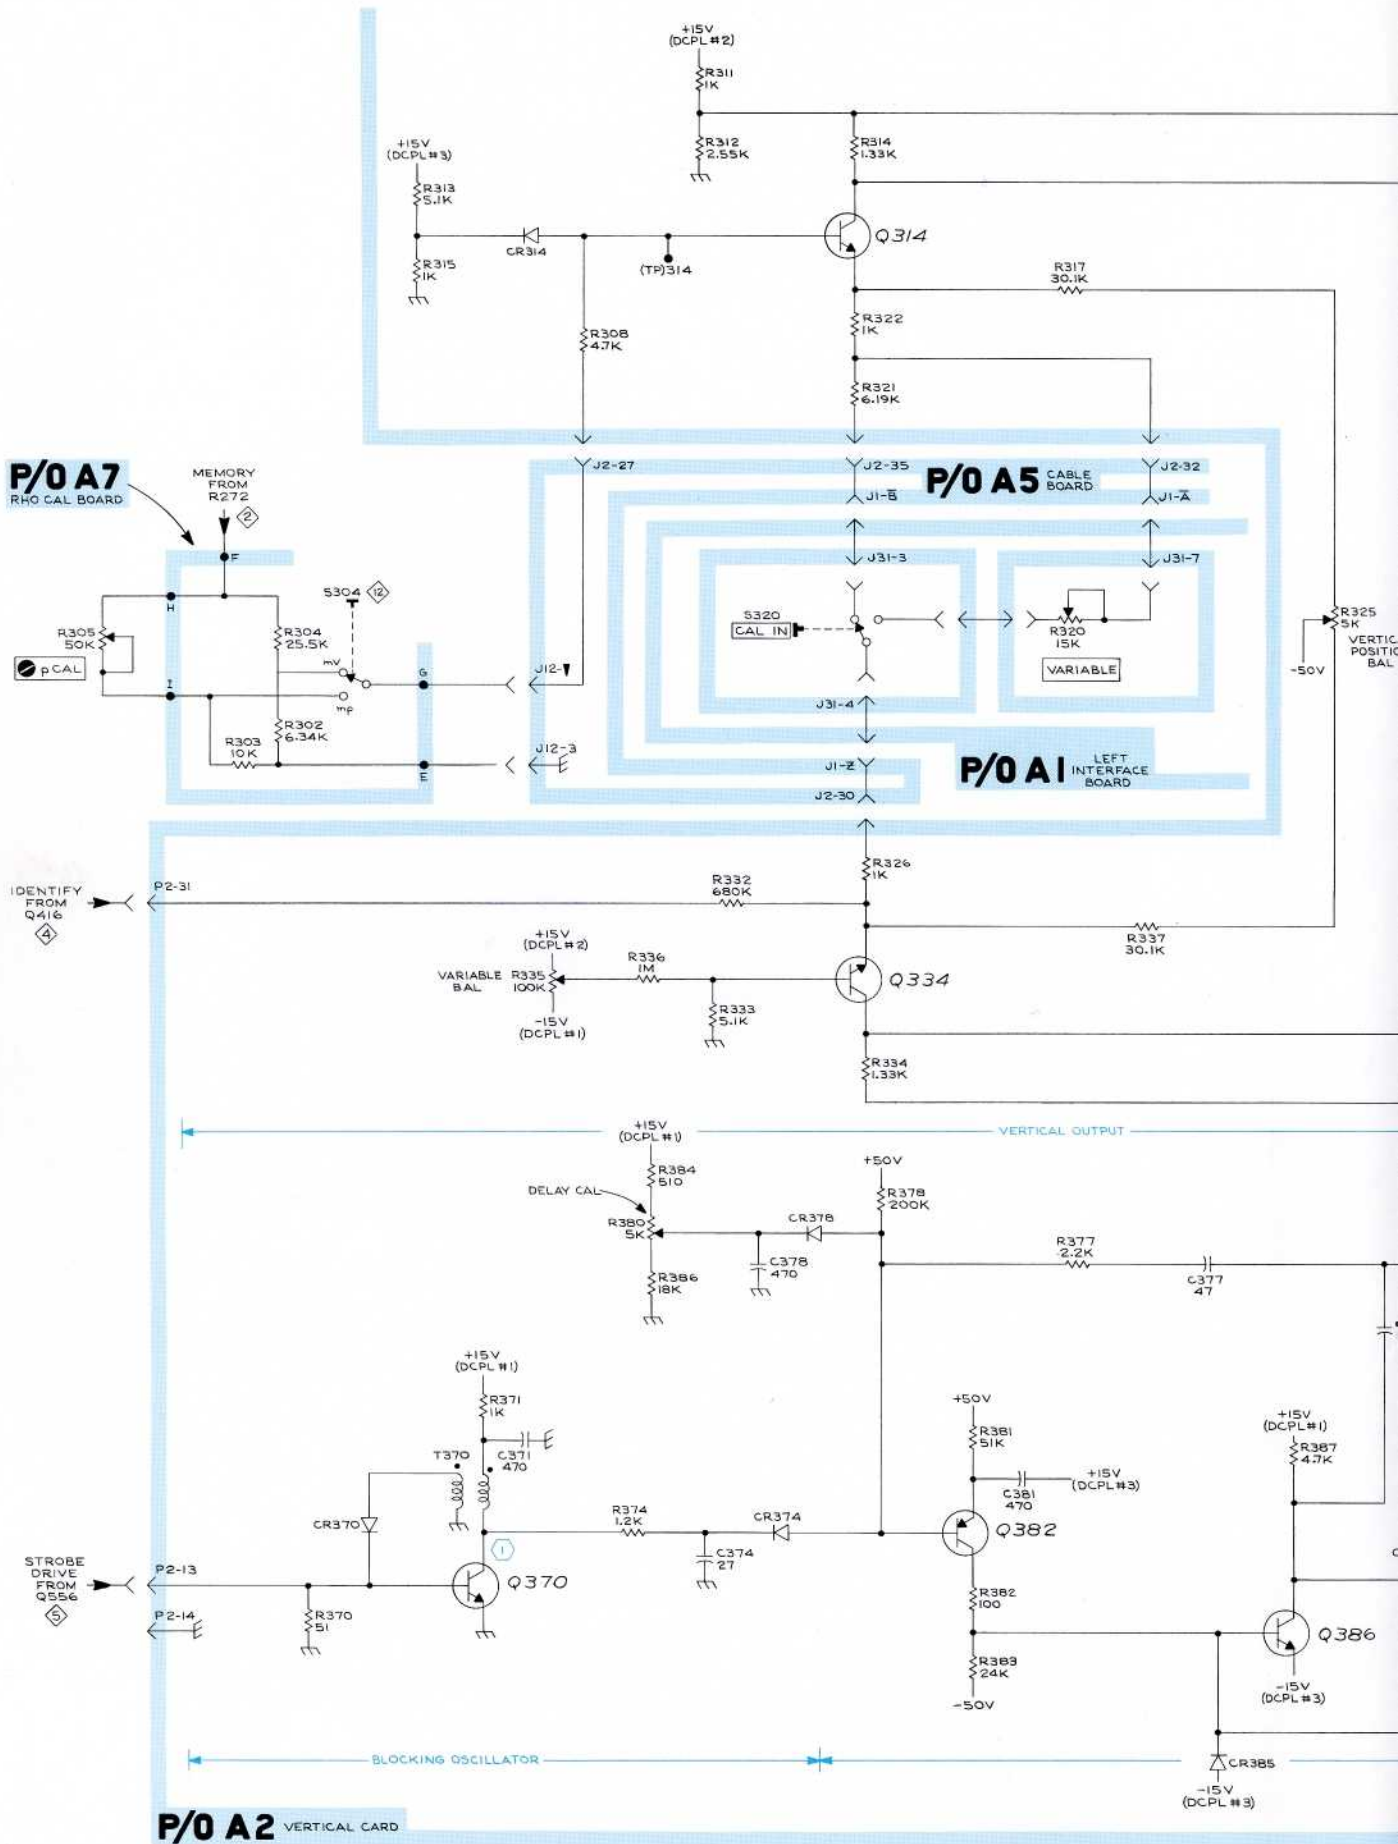 +15V
(DCPL #2)
R311
1K
R312
2.55K
R314
1.33K
+15V
(DCPL #3)
R313
5.1K
R315
1K
CR314
(TP)314
Q314
R317
30.1K
R308
4.7K
R322
1K
R321
6.19K
P/O A7
RHO CAL BOARD
MEMORY
FROM
R272
2
J2-27
J2-35
P/O A5 CABLE
BOARD
J2-32
J1-B
J1-A
F
J31-3
J31-7
S304 12
H
R305
50K
pCAL
R304
25.5K
mv
mp
G
J12-1
S320
CAL IN
R320
15K
VARIABLE
R325
5K
-50V
I
R302
6.34K
R303
10K
E
J12-3
J31-4
P/O A1 LEFT
INTERFACE
BOARD
J1-Z
J2-30
R326
1K
IDENTIFY
FROM
Q416
4
P2-31
R332
680K
R337
30.1K
+15V
(DCPL #2)
VARIABLE
BAL
R335
100K
-15V
(DCPL #1)
R336
1M
R333
5.1K
Q334
R334
1.33K
VERTICAL OUTPUT
+15V
(DCPL #1)
R384
510
DELAY CAL
R380
5K
R386
18K
+50V
R378
200K
CR378
C378
470
R377
2.2K
C377
47
+15V
(DCPL #1)
R371
1K
T370
C371
470
CR370
R374
1.2K
CR374
C374
27
1
Q370
+50V
R381
51K
C381
470
+15V
(DCPL #3)
Q382
R382
100
R383
24K
-50V
+15V
(DCPL #1)
R387
4.7K
Q386
-15V
(DCPL #3)
STROBE
DRIVE
FROM
Q556
5
P2-13
P2-14
R370
51
BLOCKING OSCILLATOR
CR385
-15V
(DCPL #3)
P/O A2 VERTICAL CARD